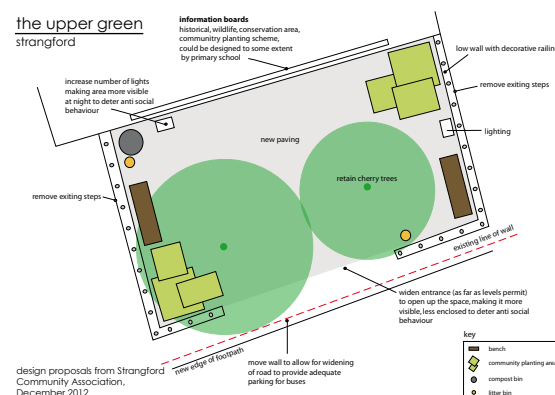 the upper green
strangford
information boards
historical, wildlife, conservation area,
communitry planting scheme,
could be designed to some extent
by primary school
low wall with decorative railing
increase number of lights
making area more visible
at night to deter anti social
behaviour
remove exiting steps
new paving
lighting
retain cherry trees
remove exiting steps
existing line of wall
widen entrance (as far as levels permit)
to open up the space, making it more
visible, less enclosed to deter anti social
behaviour
new edge of footpath
move wall to allow for widening
of road to provide adequate
parking for buses
design proposals from Strangford
Community Association,
December 2012
key
bench
community planting area
compost bin
litter bin